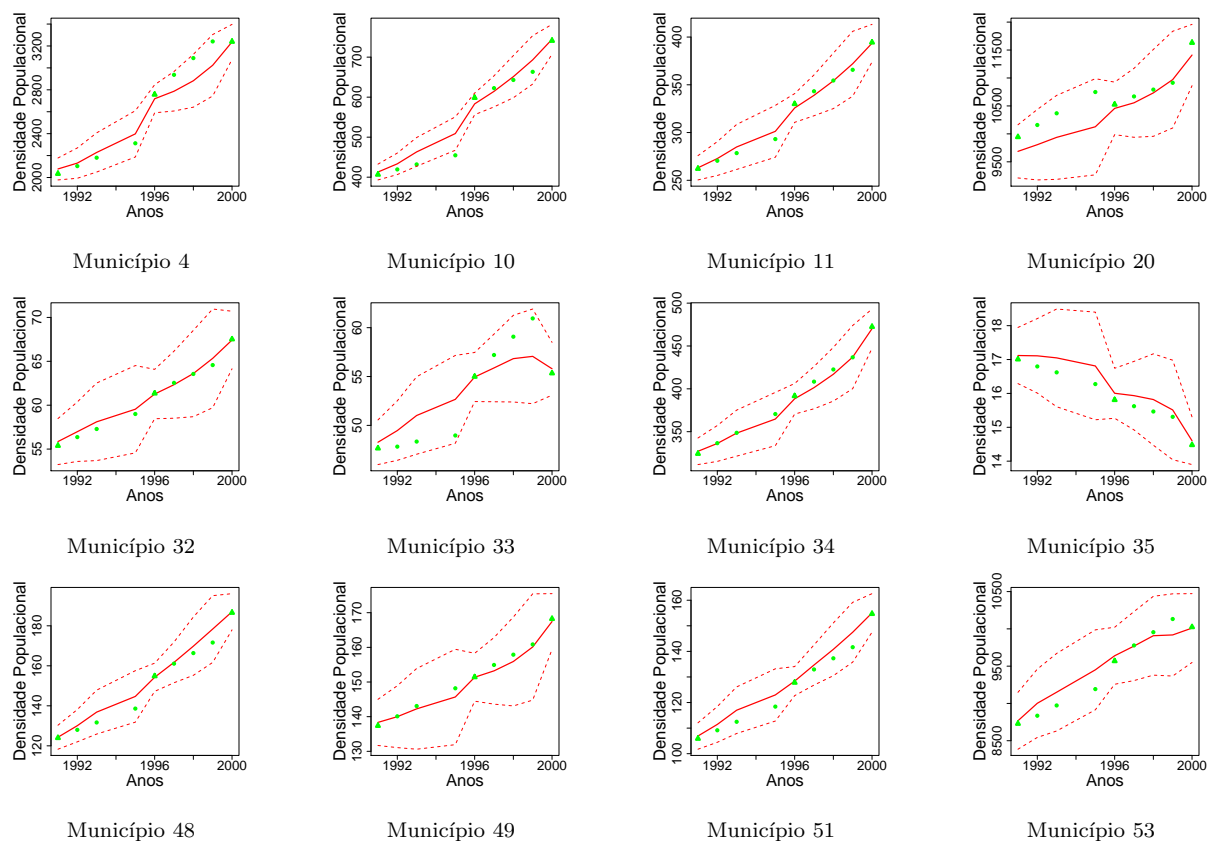 Densidade Populacional
2000 2400 2800 3200
1992 1996 2000
Anos
Município 4
Densidade Populacional
400 500 600 700
1992 1996 2000
Anos
Município 10
Densidade Populacional
250 300 350 400
1992 1996 2000
Anos
Município 11
Densidade Populacional
9500 10500 11500
1992 1996 2000
Anos
Município 20
Densidade Populacional
55 60 65 70
1992 1996 2000
Anos
Município 32
Densidade Populacional
50 55 60
1992 1996 2000
Anos
Município 33
Densidade Populacional
350 400 450 500
1992 1996 2000
Anos
Município 34
Densidade Populacional
14 15 16 17 18
1992 1996 2000
Anos
Município 35
Densidade Populacional
120 140 160 180
1992 1996 2000
Anos
Município 48
Densidade Populacional
130 140 150 160 170
1992 1996 2000
Anos
Município 49
Densidade Populacional
100 120 140 160
1992 1996 2000
Anos
Município 51
Densidade Populacional
8500 9500 10500
1992 1996 2000
Anos
Município 53